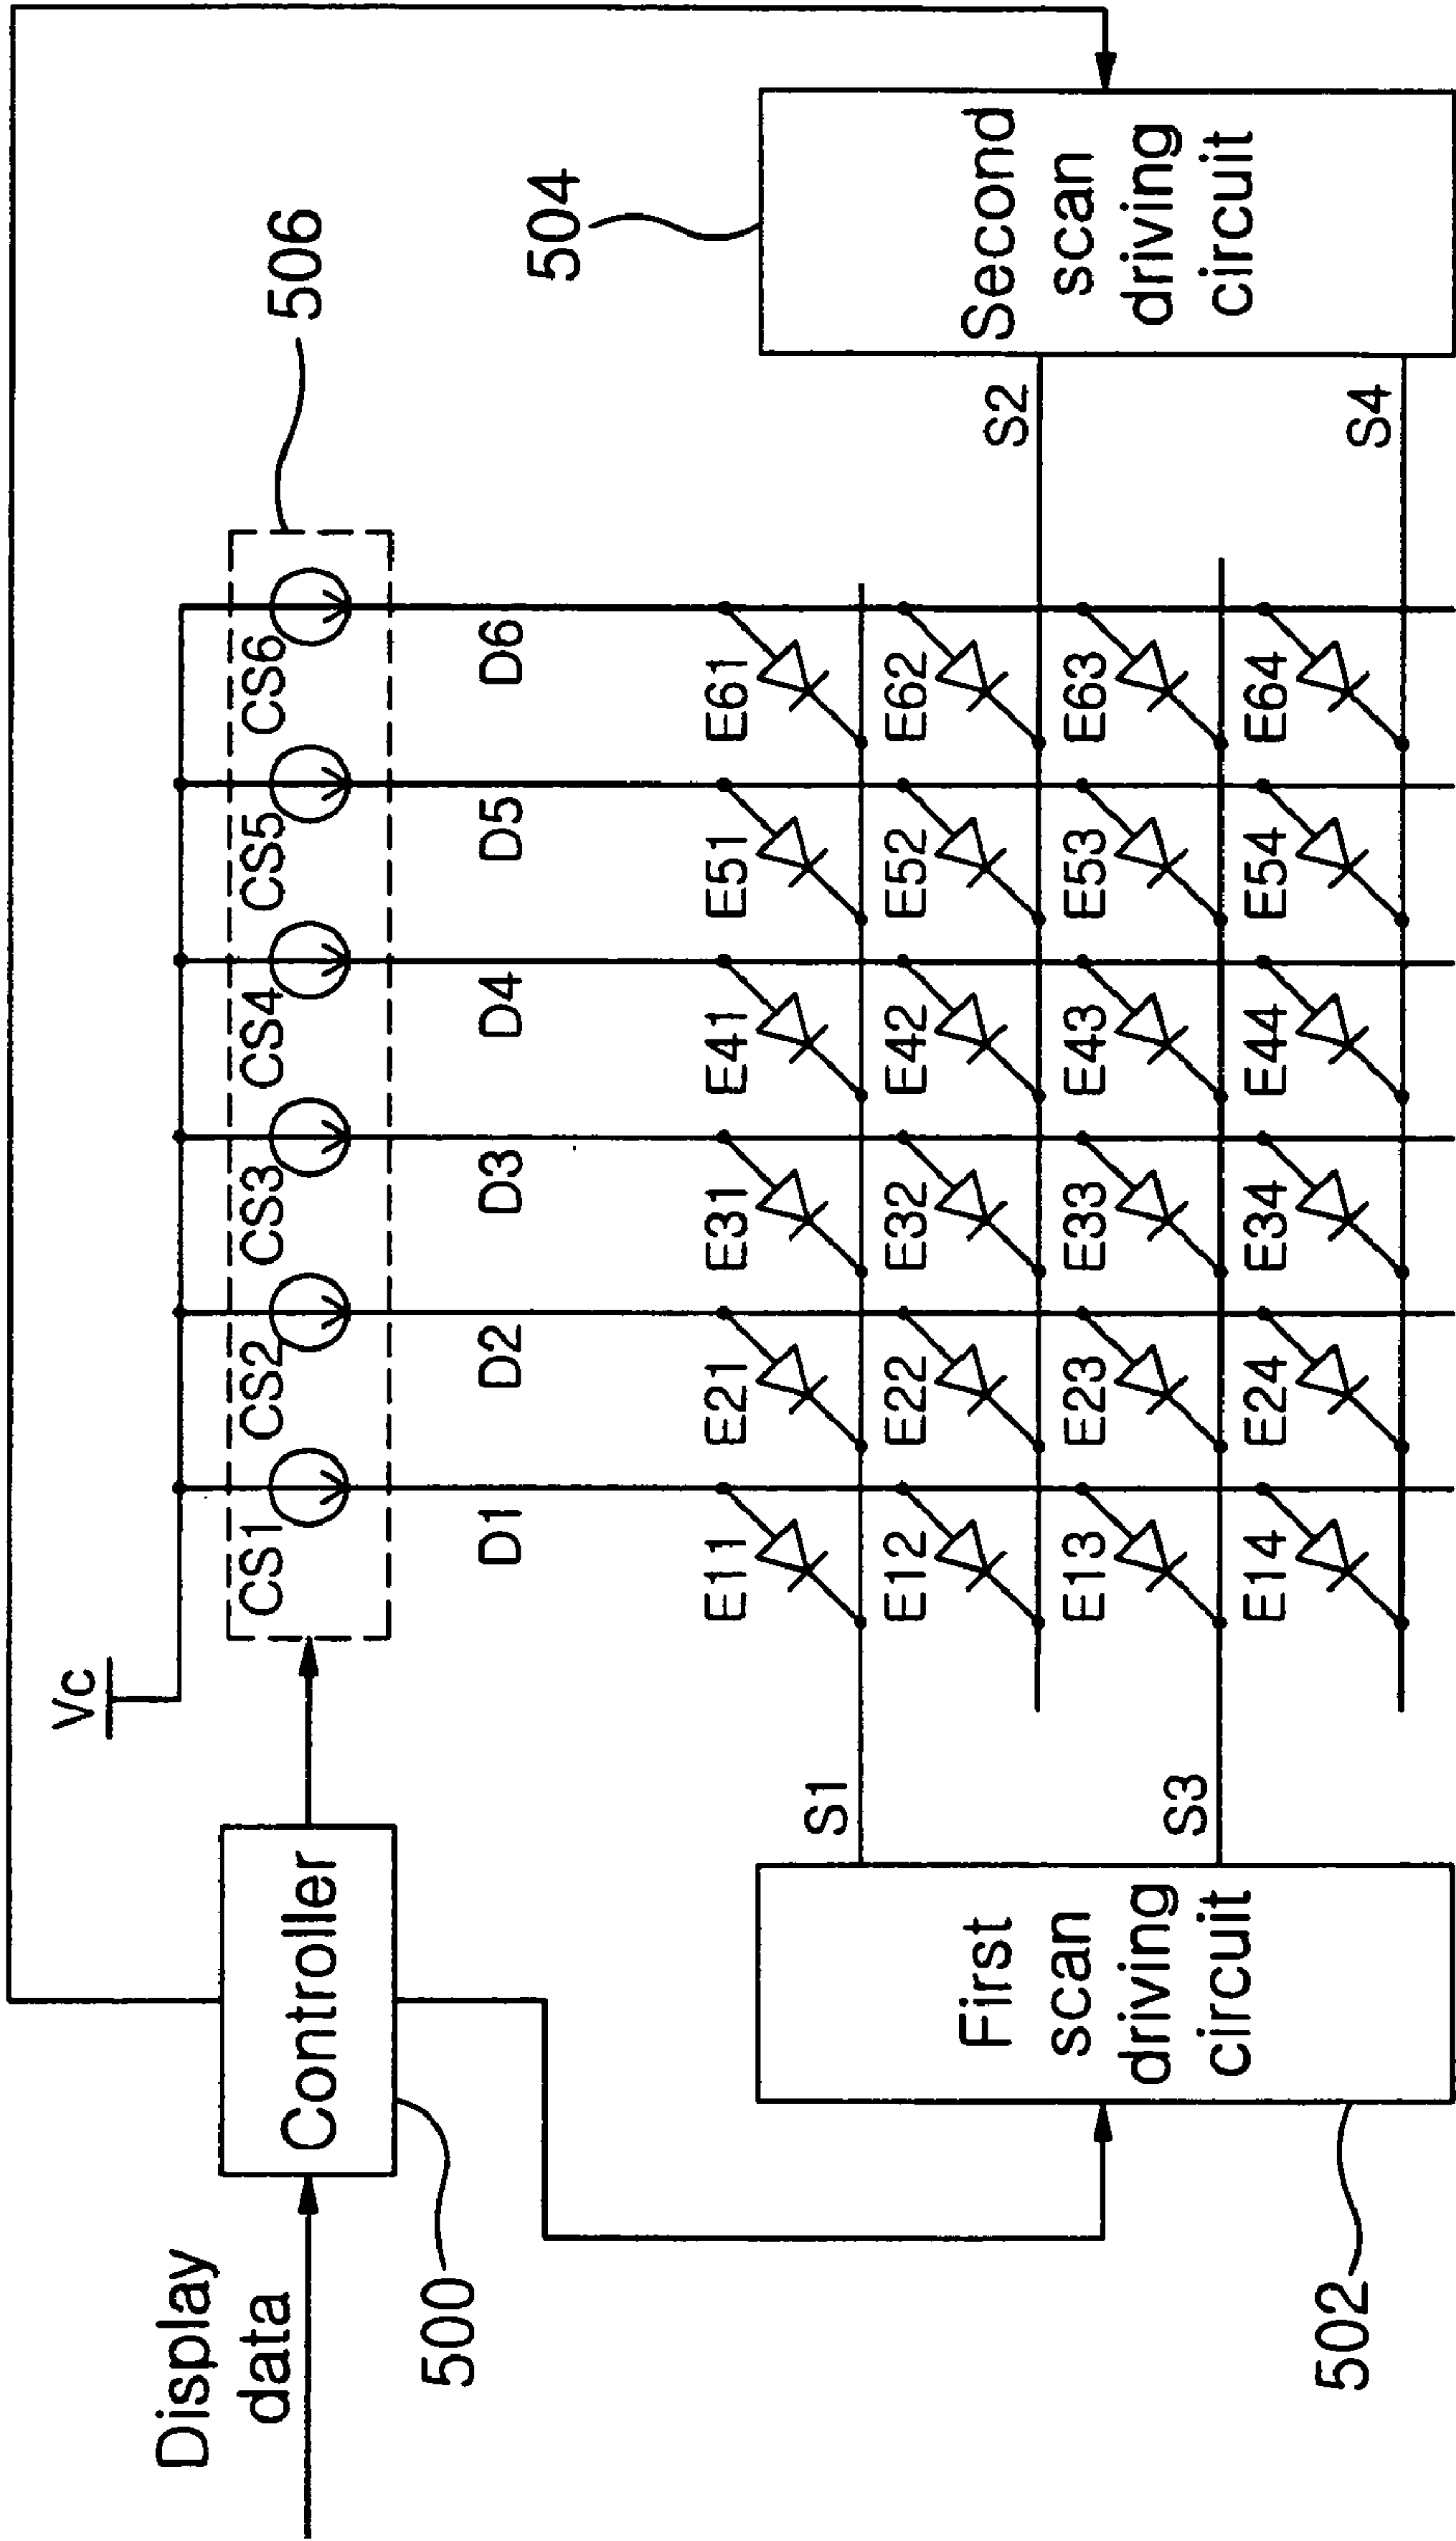 Display
data
Controller
500
Vc
506
CS1
CS2
CS3
CS4
CS5
CS6
D1
D2
D3
D4
D5
D6
First
scan
driving
circuit
502
S1
S3
E11
E21
E31
E41
E51
E61
E12
E22
E32
E42
E52
E62
E13
E23
E33
E43
E53
E63
E14
E24
E34
E44
E54
E64
S2
S4
504
Second
scan
driving
circuit